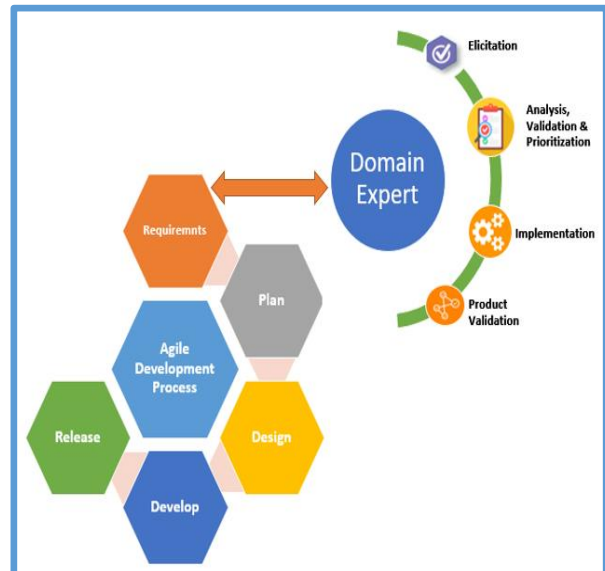 Elicitation
Analysis,
Validation &
Prioritization
Domain
Expert
Requiremnts
Implementation
Plan
Product
Validation
Agile
Development
Process
Release
Design
Develop